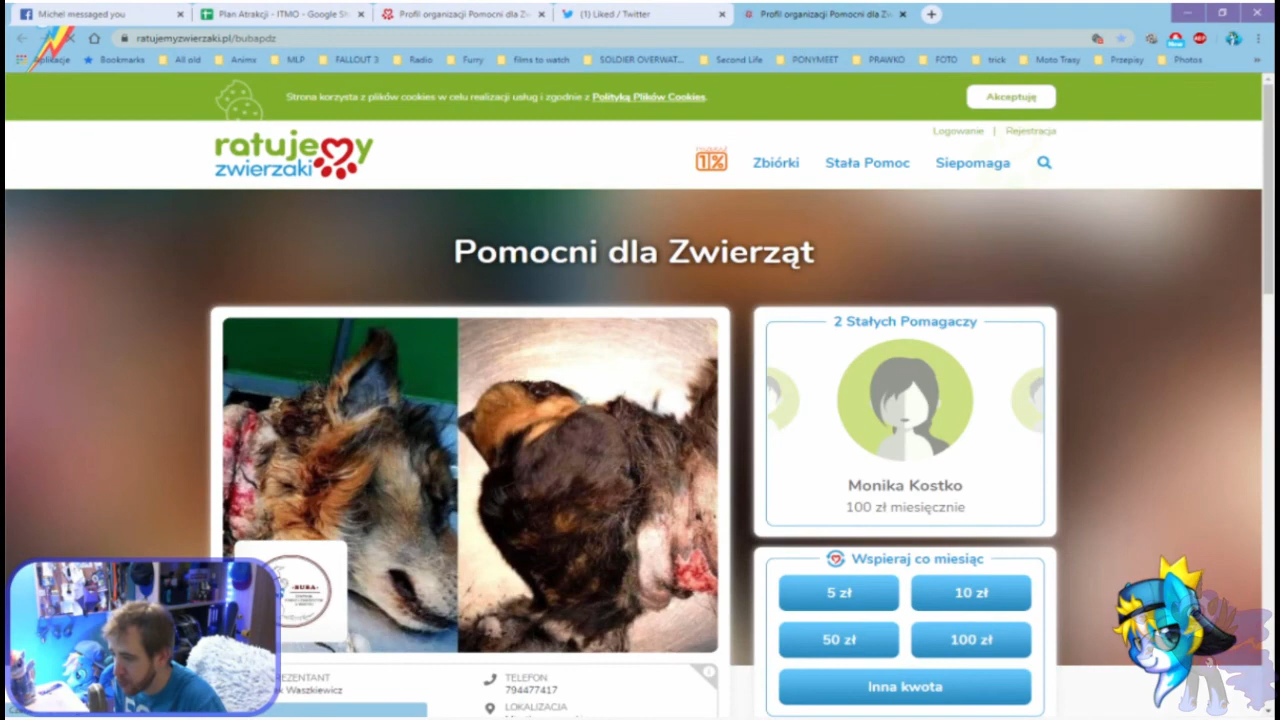 Michel messaged you
Plan Atrakcji - ITMO - Google Sh
Profil organizacji Pomocni dla Zw
(1) Liked / Twitter
Profil organizacji Pomocni dla Zw
ratujemyzwierzaki.pl/bubapdz
Aplikacje Bookmarks All old Anims MLP FALLOUT 3 Radio Furry films to watch SOLDIER OVERWAT... Second Life PONYMEET PRAWKO FOTO trick Moto Trasy Przepisy Photos
Strona korzysta z plików cookies w celu realizacji usług i zgodnie z Polityką Plików Cookies.
Akceptuję
Logowanie | Rejestracja
ratujemy
zwierzaki
1%
Zbiórki Stała Pomoc Siepomaga
Pomocni dla Zwierząt
2 Stałych Pomagaczy
Monika Kostko
100 zł miesięcznie
Wspieraj co miesiąc
5 zł 10 zł
50 zł 100 zł
Inna kwota
BUBA
TELEFON
794477417
LOKALIZACJA
Waszkiewicz